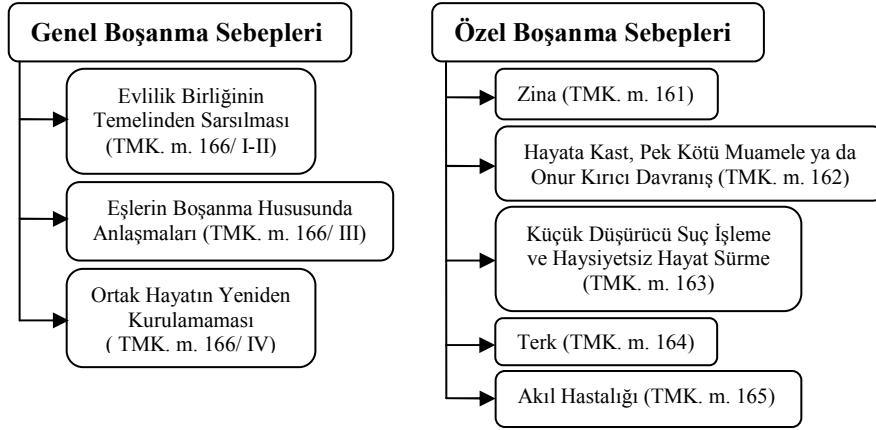 Genel Boşanma Sebepleri
Evlilik Birliğinin
Temelinden Sarsılması
(TMK. m. 166/ I-II)
Eşlerin Boşanma Hususunda
Anlaşmaları (TMK. m. 166/ III)
Ortak Hayatın Yeniden
Kurulamaması
( TMK. m. 166/ IV)
Özel Boşanma Sebepleri
Zina (TMK. m. 161)
Hayata Kast, Pek Kötü Muamele ya da
Onur Kırıcı Davranış (TMK. m. 162)
Küçük Düşürücü Suç İşleme
ve Haysiyetsiz Hayat Sürme
(TMK. m. 163)
Terk (TMK. m. 164)
Akıl Hastalığı (TMK. m. 165)